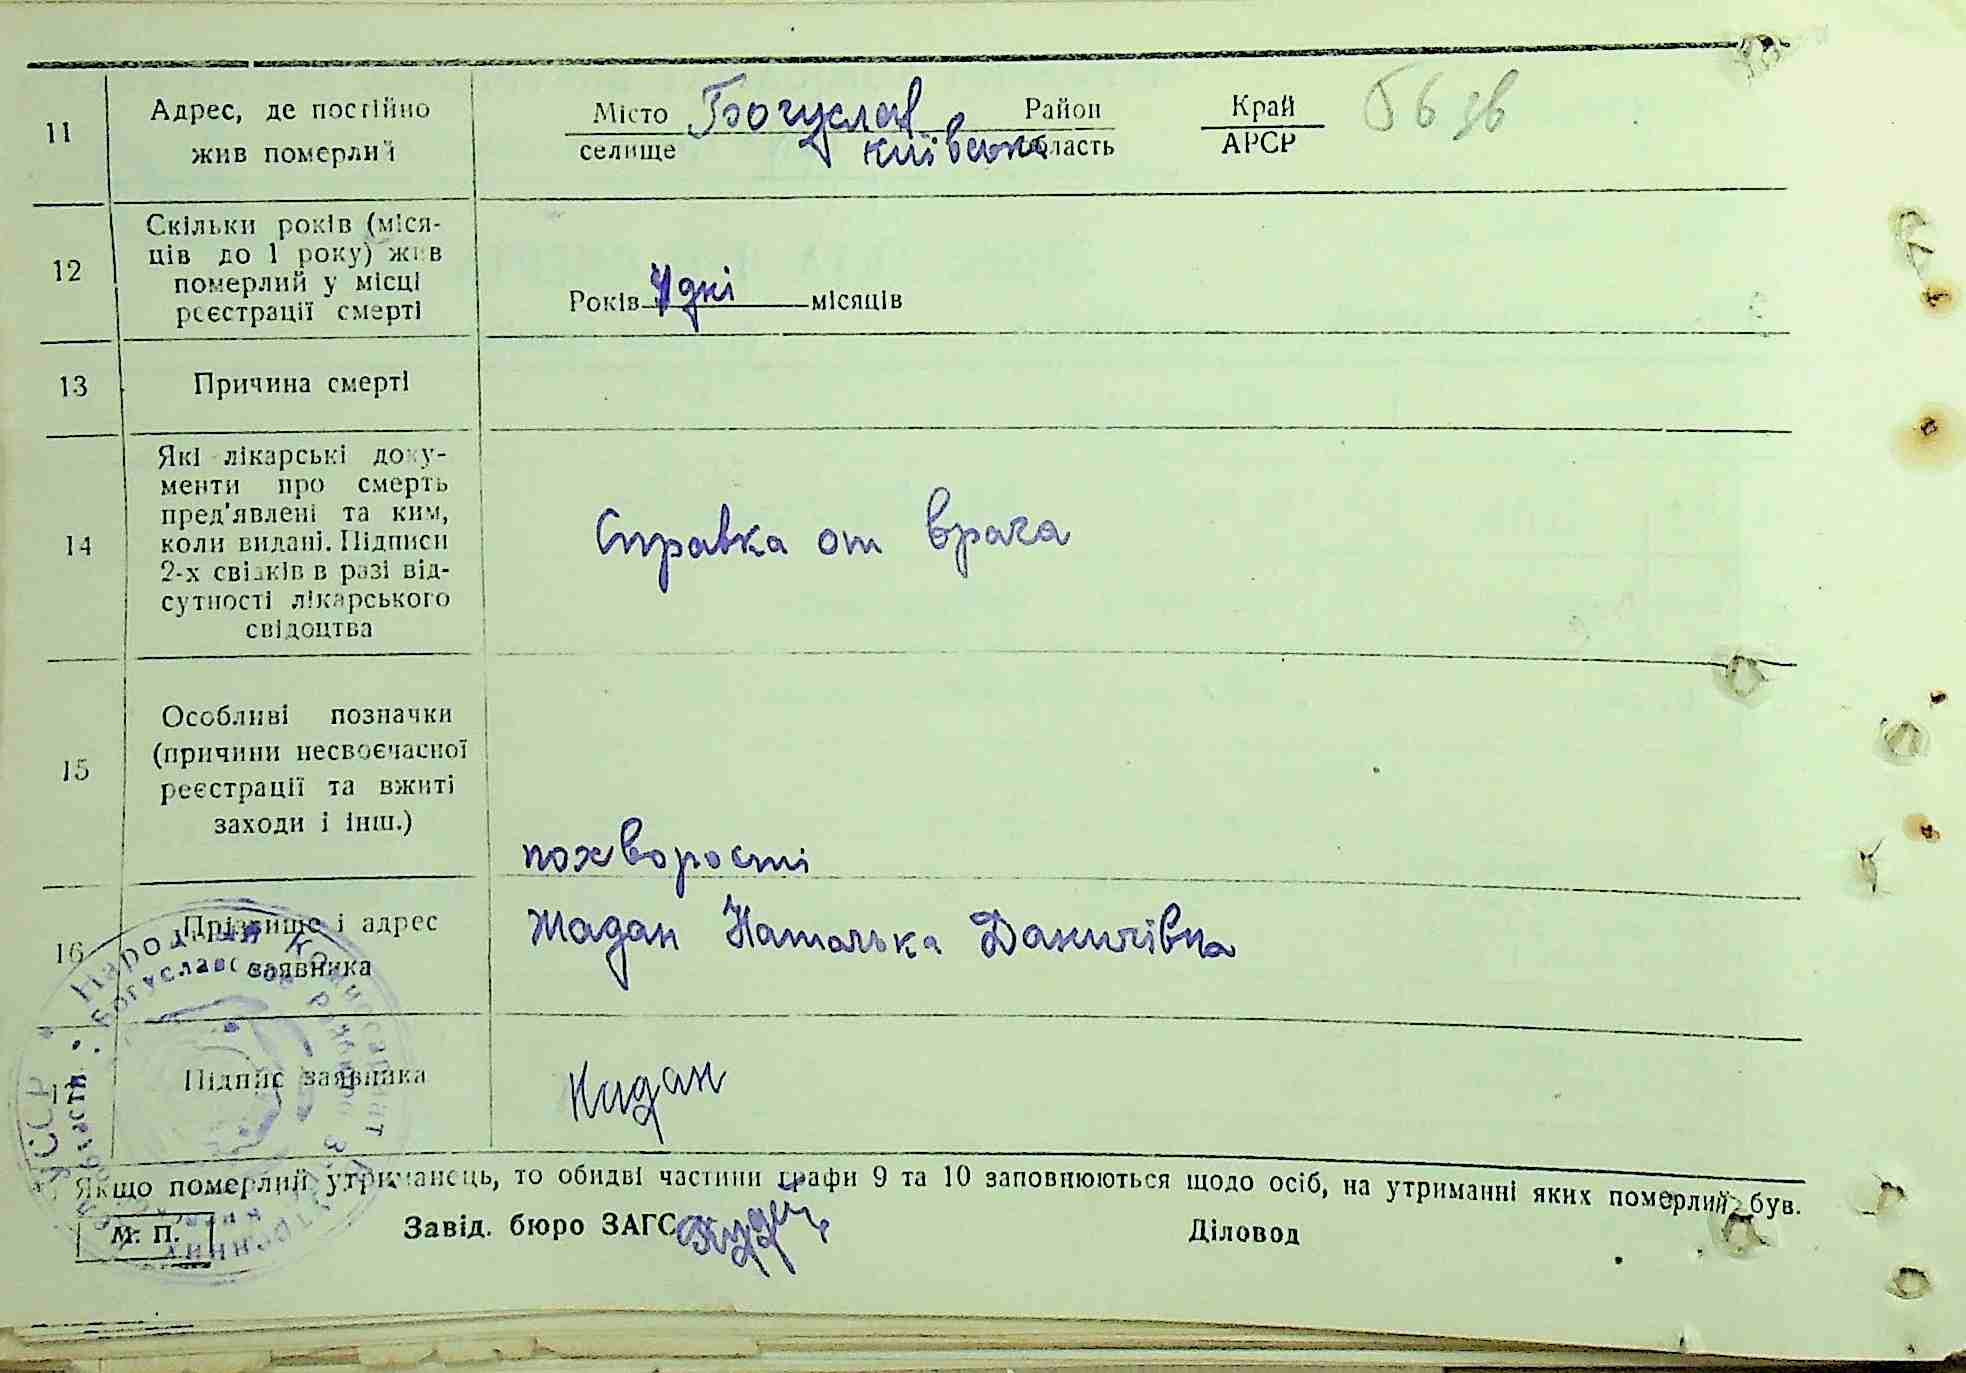 11 Адрес, де постійно жив померлий
Місто Богуслав Район Край
селище Київська область АРСР
12 Скільки років (міся-
ців до 1 року) жив
померлий у місці
реєстрації смерті
Років 4 дні місяців
13 Причина смерті
14 Які лікарські доку-
менти про смерть
пред'явлені та ким,
коли видані. Підписи
2-х свідків в разі від-
сутності лікарського
свідоцтва
Справка от врача
15 Особливі позначки
(причини несвоєчасної
реєстрації та вжиті
заходи і інш.)
похворості
16 Прізвище і адрес
заявника
Жадан Наталька Данилівна
17 Підпис заявника
Якщо померлий утриманець, то обидві частини графи 9 та 10 заповнюються щодо осіб, на утриманні яких померлий був.
М. П. Завід. бюро ЗАГС Діловод